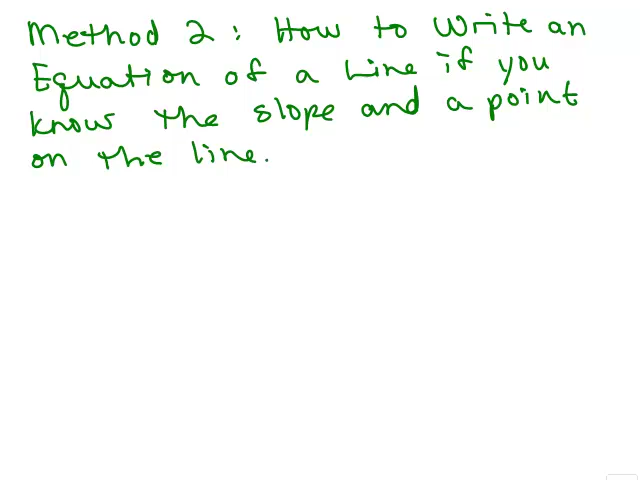 Method 2: How to Write an
Equation of a Line if you
know the slope and a point
on the line.